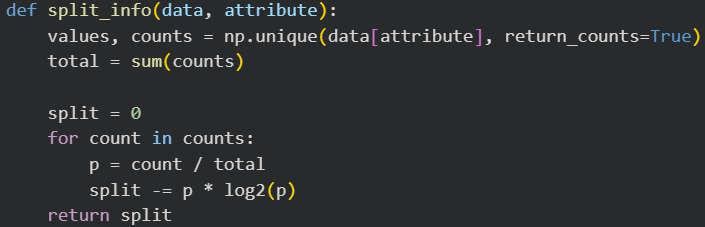 def split_info(data, attribute):
    values, counts = np.unique(data[attribute], return_counts=True)
    total = sum(counts)

    split = 0
    for count in counts:
        p = count / total
        split -= p * log2(p)
    return split